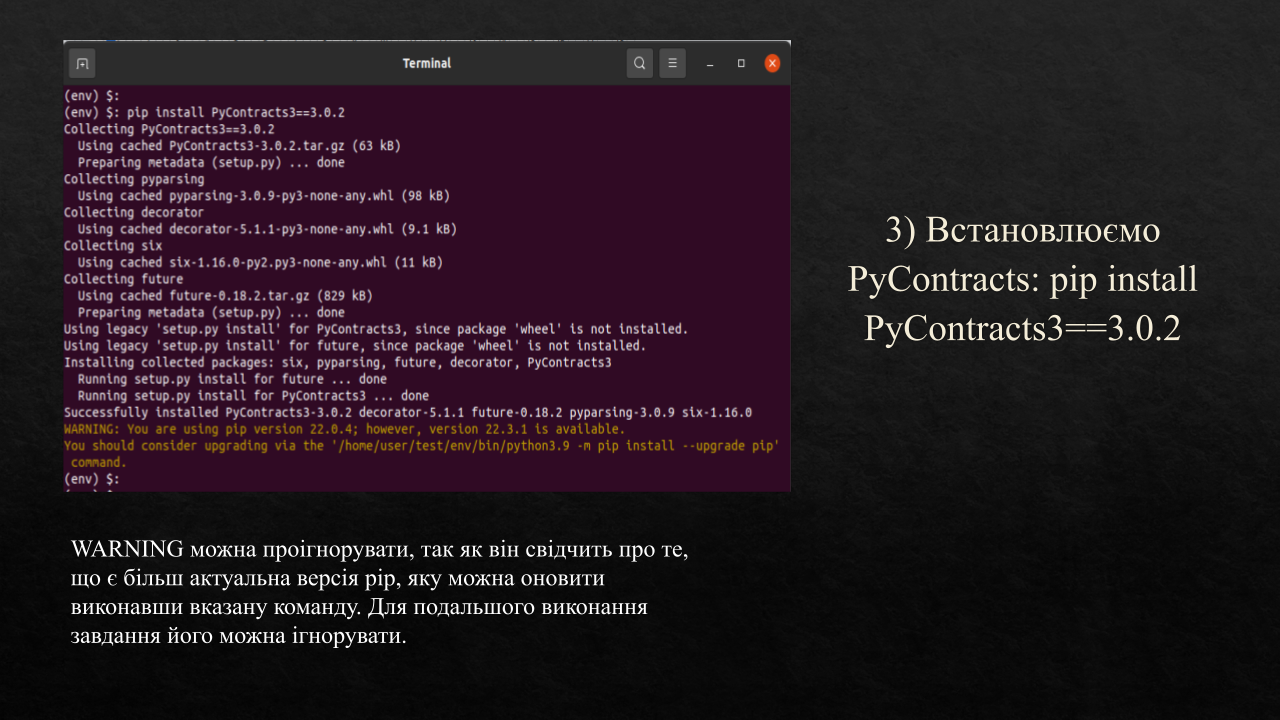 Terminal
(env) $:
(env) $: pip install PyContracts3==3.0.2
Collecting PyContracts3==3.0.2
  Using cached PyContracts3-3.0.2.tar.gz (63 kB)
  Preparing metadata (setup.py) ... done
Collecting pyparsing
  Using cached pyparsing-3.0.9-py3-none-any.whl (98 kB)
Collecting decorator
  Using cached decorator-5.1.1-py3-none-any.whl (9.1 kB)
Collecting six
  Using cached six-1.16.0-py2.py3-none-any.whl (11 kB)
Collecting future
  Using cached future-0.18.2.tar.gz (829 kB)
  Preparing metadata (setup.py) ... done
Using legacy 'setup.py install' for PyContracts3, since package 'wheel' is not installed.
Using legacy 'setup.py install' for future, since package 'wheel' is not installed.
Installing collected packages: six, pyparsing, future, decorator, PyContracts3
  Running setup.py install for future ... done
  Running setup.py install for PyContracts3 ... done
Successfully installed PyContracts3-3.0.2 decorator-5.1.1 future-0.18.2 pyparsing-3.0.9 six-1.16.0
WARNING: You are using pip version 22.0.4; however, version 22.3.1 is available.
You should consider upgrading via the '/home/user/test/env/bin/python3.9 -m pip install --upgrade pip'
 command.
(env) $:
3) Встановлюємо
PyContracts: pip install
PyContracts3==3.0.2
WARNING можна проігнорувати, так як він свідчить про те,
що є більш актуальна версія pip, яку можна оновити
виконавши вказану команду. Для подальшого виконання
завдання його можна ігнорувати.